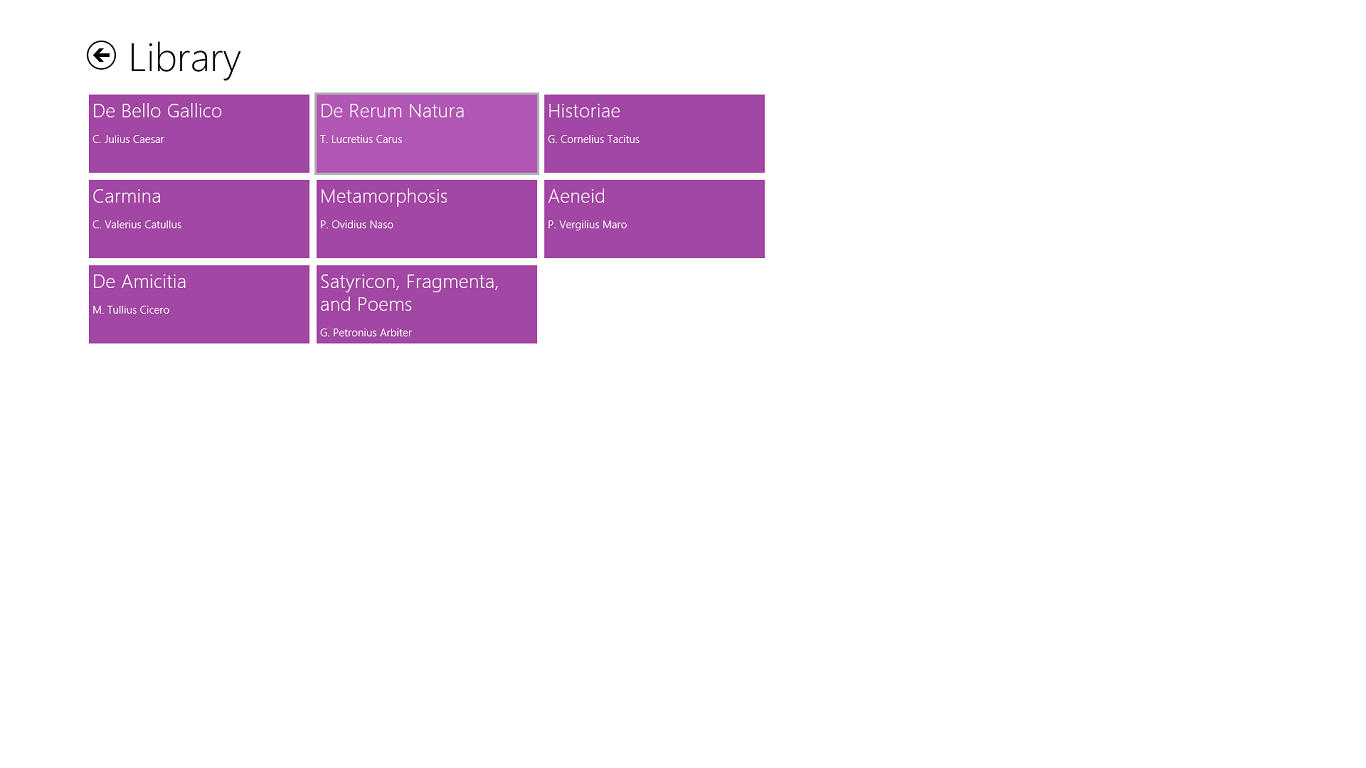 Library
De Bello Gallico
C. Julius Caesar
De Rerum Natura
T. Lucretius Carus
Historiae
G. Cornelius Tacitus
Carmina
C. Valerius Catullus
Metamorphosis
P. Ovidius Naso
Aeneid
P. Vergilius Maro
De Amicitia
M. Tullius Cicero
Satyricon, Fragmenta,
and Poems
G. Petronius Arbiter